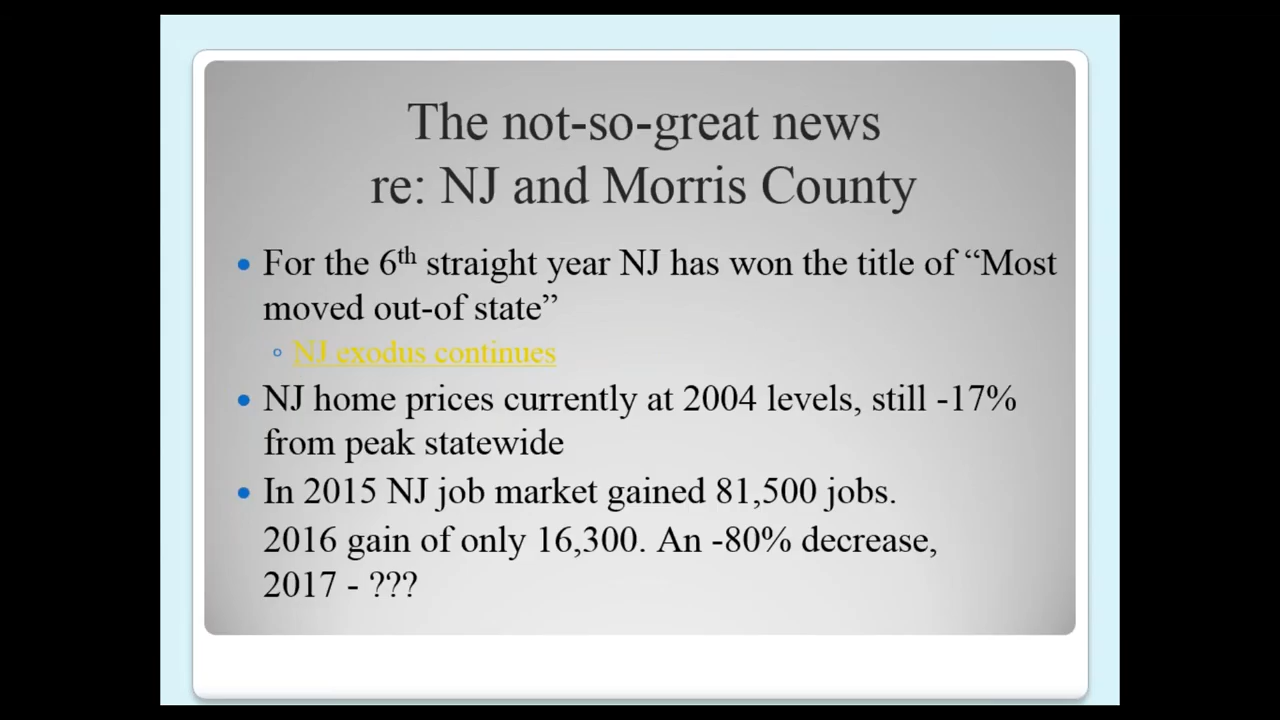 The not-so-great news
re: NJ and Morris County
• For the 6th straight year NJ has won the title of “Most
moved out-of state”
◦ NJ exodus continues
• NJ home prices currently at 2004 levels, still -17%
from peak statewide
• In 2015 NJ job market gained 81,500 jobs.
2016 gain of only 16,300. An -80% decrease,
2017 - ???